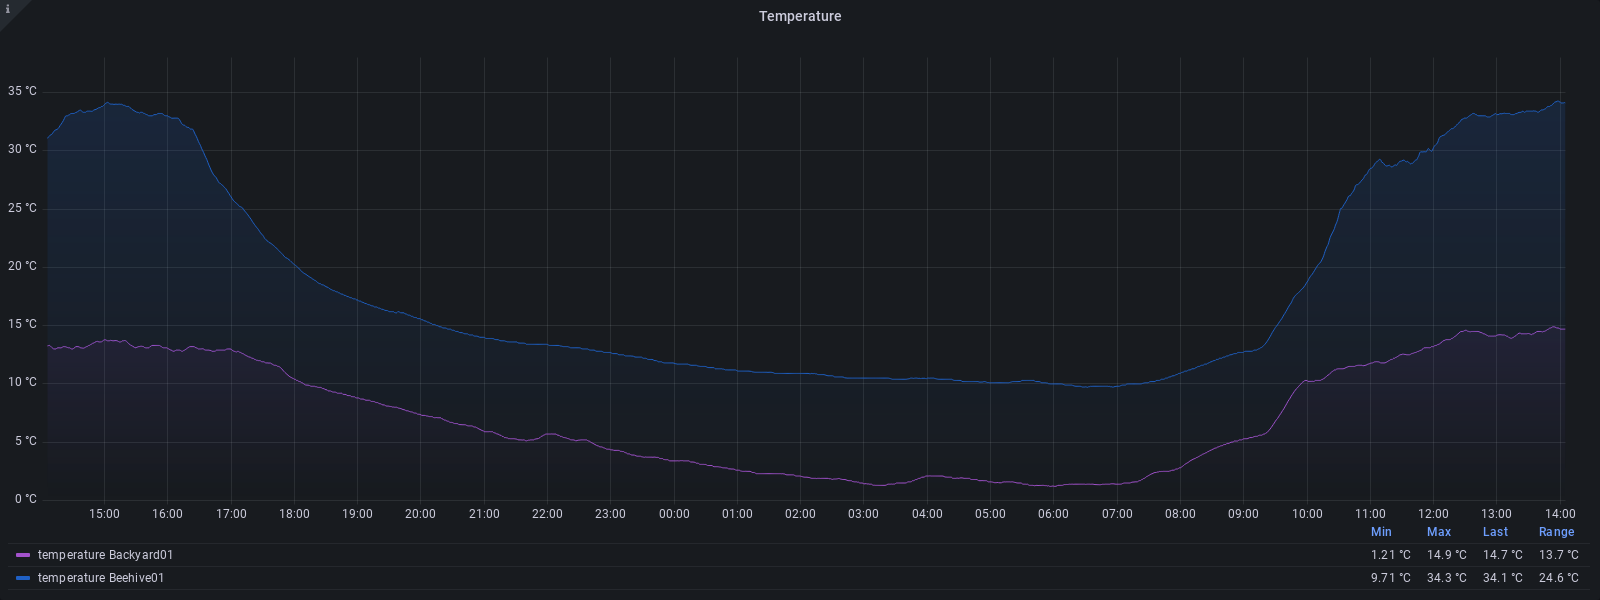 i
Temperature
35 °C
30 °C
25 °C
20 °C
15 °C
10 °C
5 °C
0 °C
15:00 16:00 17:00 18:00 19:00 20:00 21:00 22:00 23:00 00:00 01:00 02:00 03:00 04:00 05:00 06:00 07:00 08:00 09:00 10:00 11:00 12:00 13:00 14:00
Min Max Last Range
temperature Backyard01 1.21 °C 14.9 °C 14.7 °C 13.7 °C
temperature Beehive01 9.71 °C 34.3 °C 34.1 °C 24.6 °C